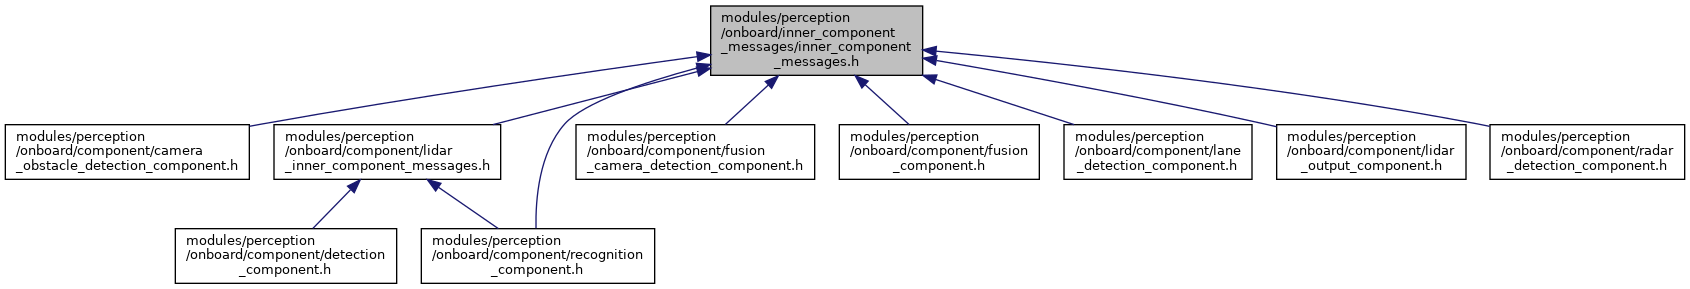 modules/perception
/onboard/inner_component
_messages/inner_component
_messages.h
modules/perception
/onboard/component/camera
_obstacle_detection_component.h
modules/perception
/onboard/component/lidar
_inner_component_messages.h
modules/perception
/onboard/component/fusion
_camera_detection_component.h
modules/perception
/onboard/component/fusion
_component.h
modules/perception
/onboard/component/lane
_detection_component.h
modules/perception
/onboard/component/lidar
_output_component.h
modules/perception
/onboard/component/radar
_detection_component.h
modules/perception
/onboard/component/detection
_component.h
modules/perception
/onboard/component/recognition
_component.h